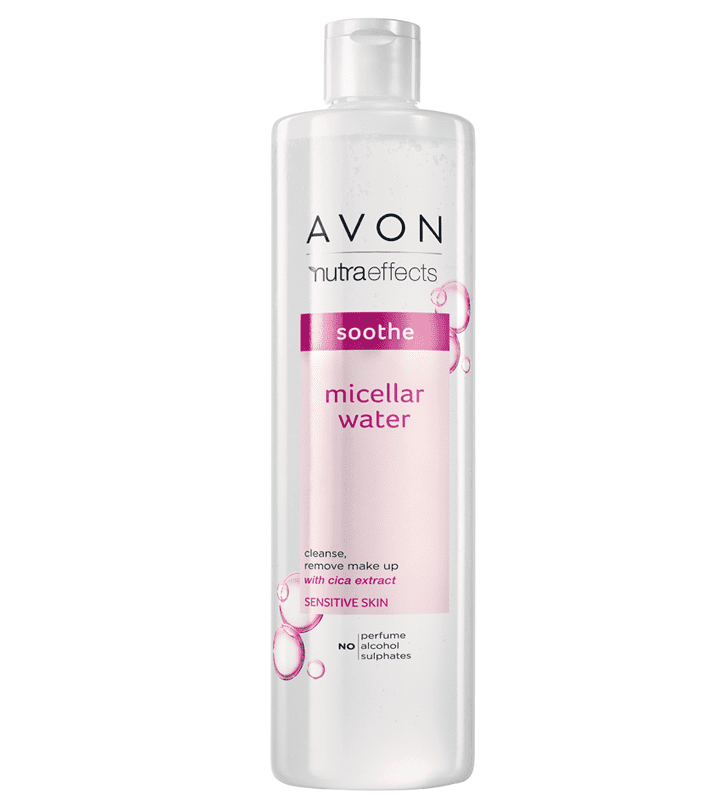 AVON
nutraeffects
soothe
micellar
water
cleanse,
remove make up
with cica extract
SENSITIVE SKIN
NO
perfume
alcohol
sulphates